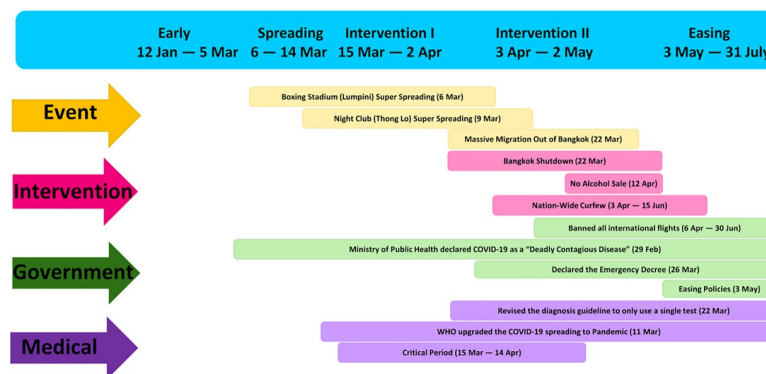 Early
12 Jan — 5 Mar
Spreading
6 — 14 Mar
Intervention I
15 Mar — 2 Apr
Intervention II
3 Apr — 2 May
Easing
3 May — 31 July
Event
Boxing Stadium (Lumpini) Super Spreading (6 Mar)
Night Club (Thong Lo) Super Spreading (9 Mar)
Massive Migration Out of Bangkok (22 Mar)
Intervention
Bangkok Shutdown (22 Mar)
No Alcohol Sale (12 Apr)
Nation-Wide Curfew (3 Apr — 15 Jun)
Government
Banned all international flights (6 Apr — 30 Jun)
Ministry of Public Health declared COVID-19 as a “Deadly Contagious Disease” (29 Feb)
Declared the Emergency Decree (26 Mar)
Easing Policies (3 May)
Medical
Revised the diagnosis guideline to only use a single test (22 Mar)
WHO upgraded the COVID-19 spreading to Pandemic (11 Mar)
Critical Period (15 Mar — 14 Apr)